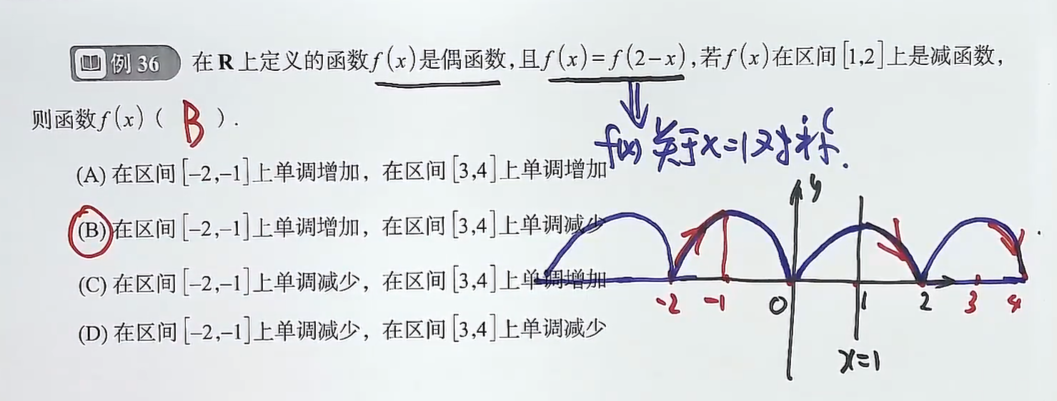 例 36 在R上定义的函数f(x)是偶函数,且f(x)=f(2-x),若f(x)在区间[1,2]上是减函数,
则函数f(x)( B ).
f(x) 关于x=1对称.
(A) 在区间[-2,-1]上单调增加，在区间[3,4]上单调增加
(B) 在区间[-2,-1]上单调增加，在区间[3,4]上单调减少
(C) 在区间[-2,-1]上单调减少，在区间[3,4]上单调增加
(D) 在区间[-2,-1]上单调减少，在区间[3,4]上单调减少
y
-2 -1 0 1 2 3 4
x=1